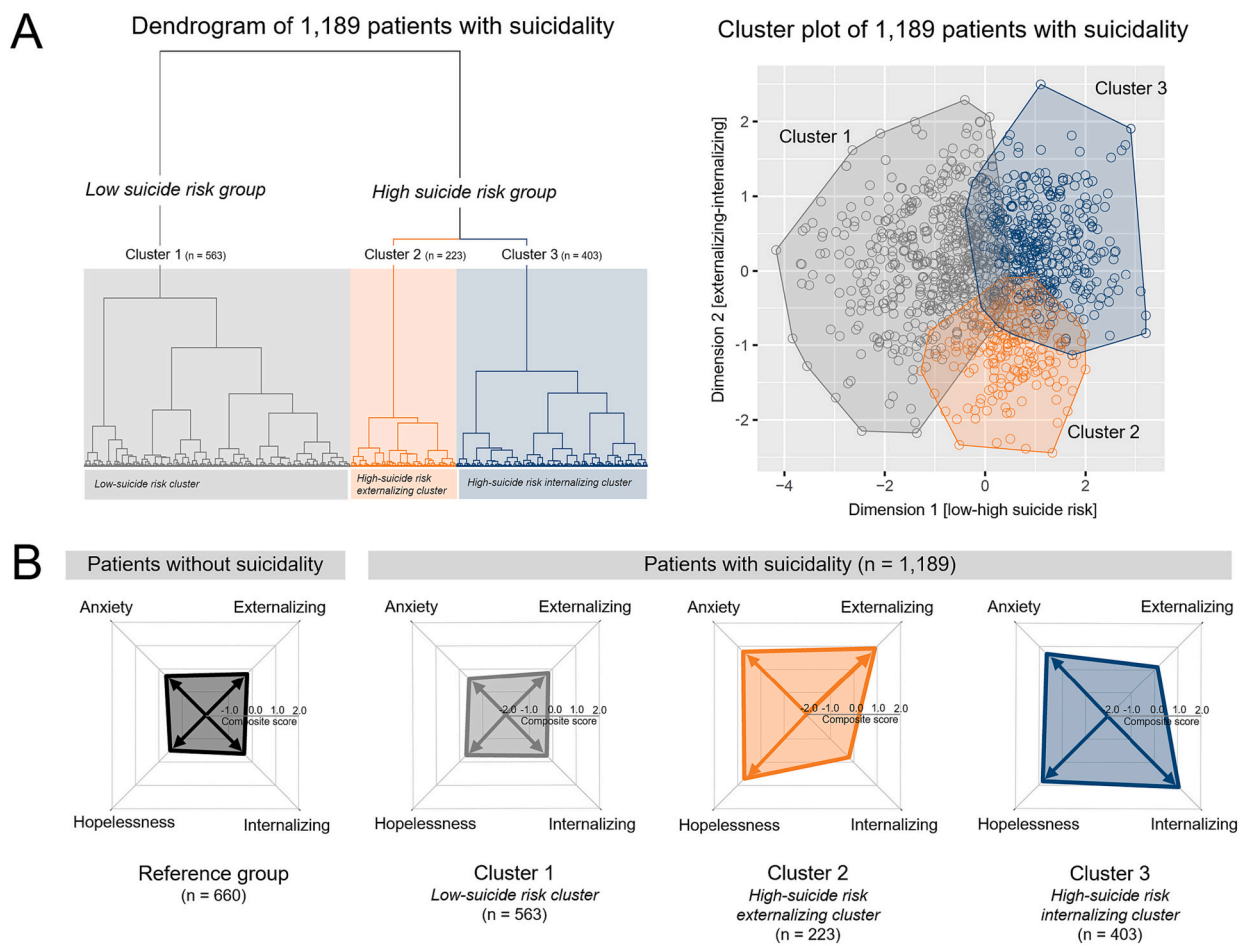 A
Dendrogram of 1,189 patients with suicidality
Low suicide risk group
High suicide risk group
Cluster 1 (n = 563)
Cluster 2 (n = 223)
Cluster 3 (n = 403)
Low-suicide risk cluster
High-suicide risk
externalizing cluster
High-suicide risk internalizing cluster
Cluster plot of 1,189 patients with suicidality
Cluster 3
Cluster 1
Cluster 2
Dimension 2 [externalizing-internalizing]
2
1
0
-1
-2
−4
−2
0
2
Dimension 1 [low-high suicide risk]
B
Patients without suicidality
Patients with suicidality (n = 1,189)
Anxiety
Externalizing
-1.0 0.0 1.0 2.0
Composite score
Hopelessness
Internalizing
Reference group
(n = 660)
Anxiety
Externalizing
-2.0 -1.0 0.0 1.0 2.0
Composite score
Hopelessness
Internalizing
Cluster 1
Low-suicide risk cluster
(n = 563)
Anxiety
Externalizing
-2.0 -1.0 0.0 1.0 2.0
Composite score
Hopelessness
Internalizing
Cluster 2
High-suicide risk
externalizing cluster
(n = 223)
Anxiety
Externalizing
-2.0 -1.0 0.0 1.0 2.0
Composite score
Hopelessness
Internalizing
Cluster 3
High-suicide risk
internalizing cluster
(n = 403)